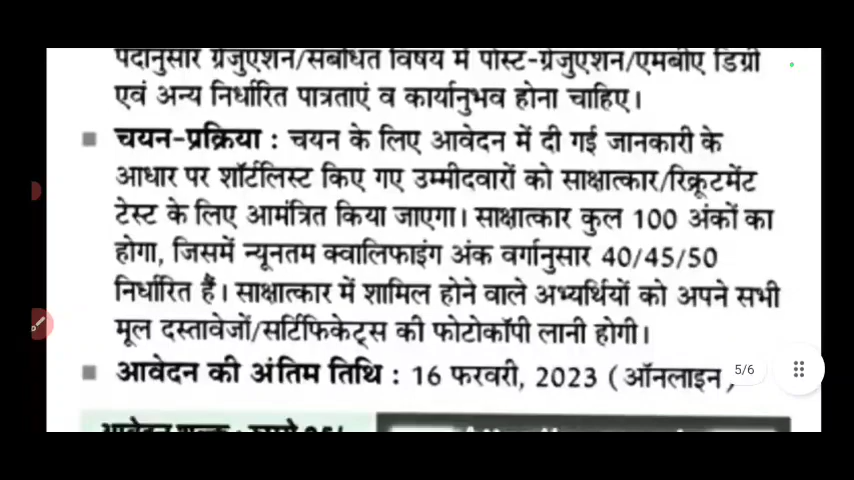 पदानुसार ग्रेजुएशन/संबंधित विषय में पोस्ट-ग्रेजुएशन/एमबीए डिग्री
एवं अन्य निर्धारित पात्रताएं व कार्यानुभव होना चाहिए।
■ चयन-प्रक्रिया : चयन के लिए आवेदन में दी गई जानकारी के
आधार पर शॉर्टलिस्ट किए गए उम्मीदवारों को साक्षात्कार/रिक्रूटमेंट
टेस्ट के लिए आमंत्रित किया जाएगा। साक्षात्कार कुल 100 अंकों का
होगा, जिसमें न्यूनतम क्वालिफाइंग अंक वर्गानुसार 40/45/50
निर्धारित हैं। साक्षात्कार में शामिल होने वाले अभ्यर्थियों को अपने सभी
मूल दस्तावेजों/सर्टिफिकेट्स की फोटोकॉपी लानी होगी।
■ आवेदन की अंतिम तिथि : 16 फरवरी, 2023 (ऑनलाइन)
5/6
आवेदन शुल्क :